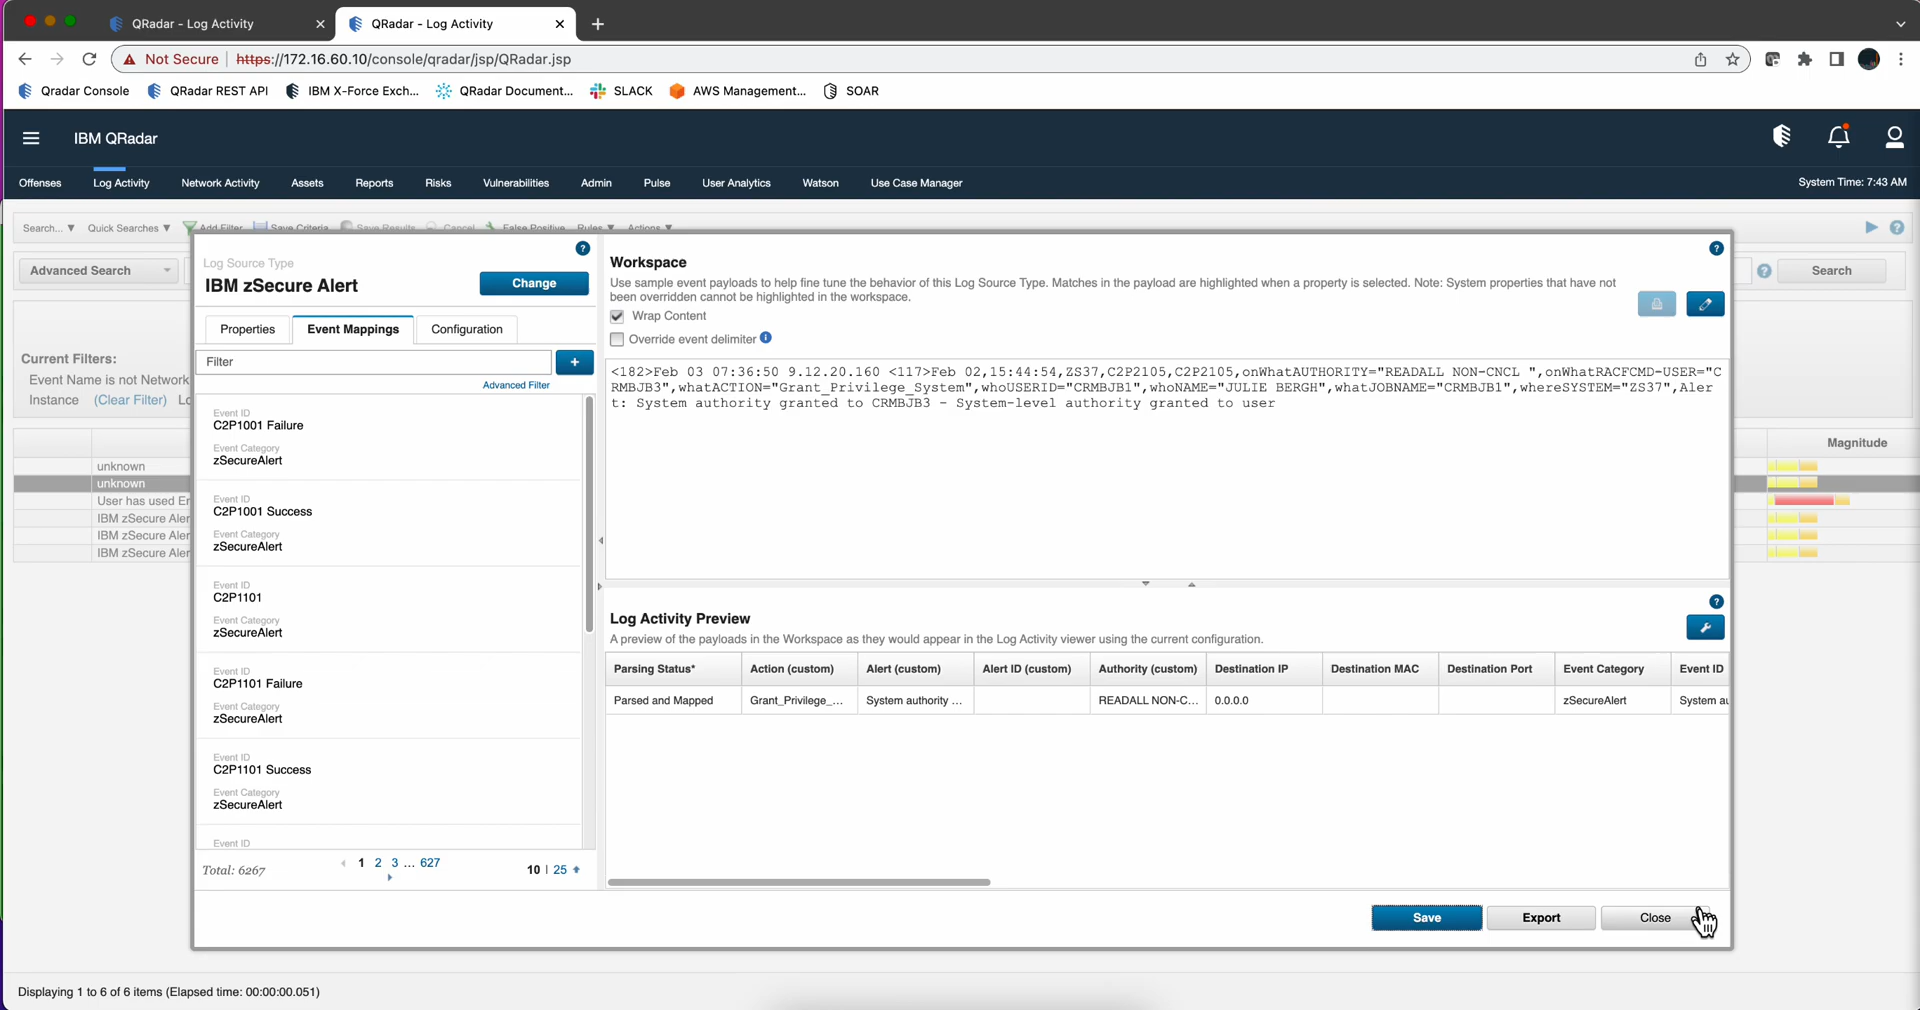 QRadar - Log Activity
QRadar - Log Activity
Not Secure | https://172.16.60.10/console/qradar/jsp/QRadar.jsp
Qradar Console QRadar REST API IBM X-Force Exch... QRadar Document... SLACK AWS Management... SOAR
IBM QRadar
Offenses Log Activity Network Activity Assets Reports Risks Vulnerabilities Admin Pulse User Analytics Watson Use Case Manager System Time: 7:43 AM
Search... Quick Searches Add Filter Save Criteria Save Results Cancel False Positive Rules Actions
Advanced Search
Search
Current Filters:
Event Name is not Network
Instance (Clear Filter)
Magnitude
unknown
unknown
User has used Er
IBM zSecure Aler
IBM zSecure Aler
IBM zSecure Aler
Log Source Type
IBM zSecure Alert
Change
Properties Event Mappings Configuration
Filter
+
Advanced Filter
Event ID
C2P1001 Failure
Event Category
zSecureAlert
Event ID
C2P1001 Success
Event Category
zSecureAlert
Event ID
C2P1101
Event Category
zSecureAlert
Event ID
C2P1101 Failure
Event Category
zSecureAlert
Event ID
C2P1101 Success
Event Category
zSecureAlert
Event ID
Total: 6267
1 2 3 ... 627
10 | 25
Workspace
Use sample event payloads to help fine tune the behavior of this Log Source Type. Matches in the payload are highlighted when a property is selected. Note: System properties that have not
been overridden cannot be highlighted in the workspace.
Wrap Content
Override event delimiter
<182>Feb 03 07:36:50 9.12.20.160 <117>Feb 02,15:44:54,ZS37,C2P2105,C2P2105,onWhatAUTHORITY="READALL NON-CNCL ",onWhatRACFCMD-USER="C
RMBJB3",whatACTION="Grant_Privilege_System",whoUSERID="CRMBJB1",whoNAME="JULIE BERGH",whatJOBNAME="CRMBJB1",whereSYSTEM="ZS37",Aler
t: System authority granted to CRMBJB3 - System-level authority granted to user
Log Activity Preview
A preview of the payloads in the Workspace as they would appear in the Log Activity viewer using the current configuration.
Parsing Status* Action (custom) Alert (custom) Alert ID (custom) Authority (custom) Destination IP Destination MAC Destination Port Event Category Event ID
Parsed and Mapped Grant_Privilege_... System authority ... READALL NON-C... 0.0.0.0 zSecureAlert System au
Save Export Close
Displaying 1 to 6 of 6 items (Elapsed time: 00:00:00.051)